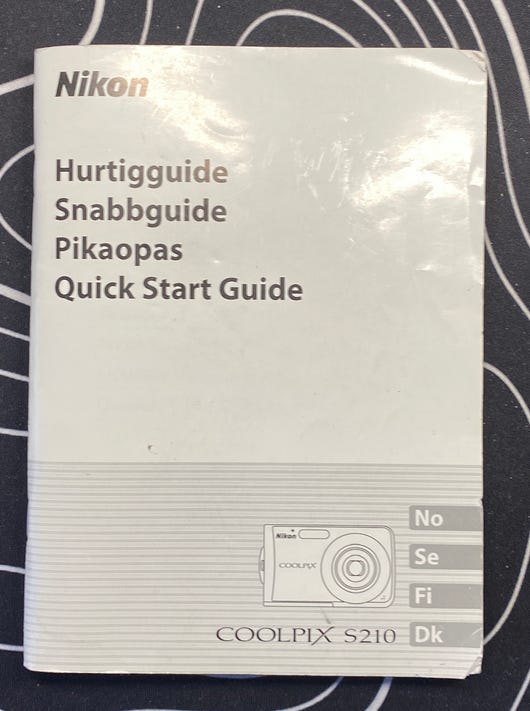 Nikon
Hurtigguide
Snabbguide
Pikaopas
Quick Start Guide
No
Nikon
Se
COOLPIX
Fi
COOLPIX S210
Dk